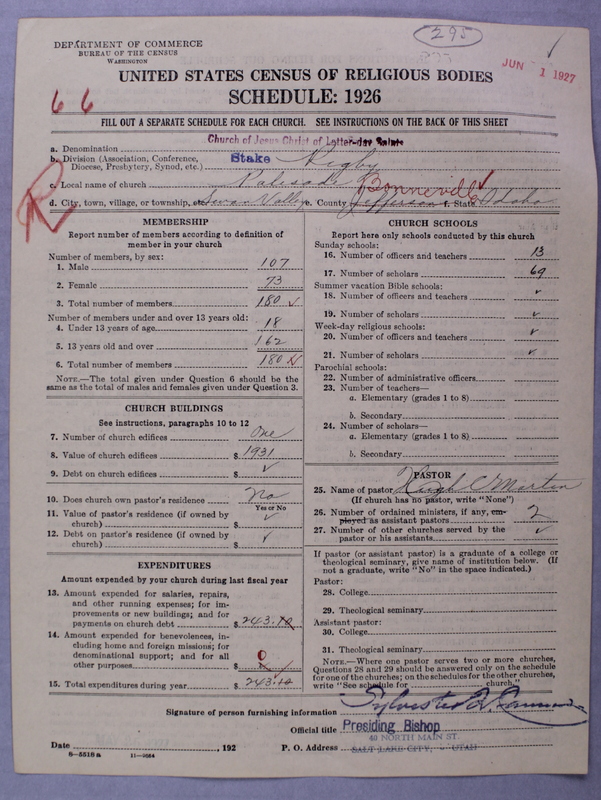 295
DEPARTMENT OF COMMERCE
BUREAU OF THE CENSUS
WASHINGTON
JUN 1 1927
UNITED STATES CENSUS OF RELIGIOUS BODIES
SCHEDULE: 1926
66
FILL OUT A SEPARATE SCHEDULE FOR EACH CHURCH. SEE INSTRUCTIONS ON THE BACK OF THIS SHEET
a. Denomination Church of Jesus Christ of Latter-day Saints
b. Division (Association, Conference, Diocese, Presbytery, Synod, etc.) Stake Rigby
c. Local name of church Palisade
Bonneville
d. City, town, village, or township, etc. Swan Valley e. County Jefferson f. State Idaho
R
MEMBERSHIP
Report number of members according to definition of
member in your church
Number of members, by sex:
1. Male 107
2. Female 73
3. Total number of members 180
Number of members under and over 13 years old:
4. Under 13 years of age 18
5. 13 years old and over 162
6. Total number of members 180
NOTE.—The total given under Question 6 should be the
same as the total of males and females given under Question 3.
CHURCH BUILDINGS
See instructions, paragraphs 10 to 12
7. Number of church edifices One
8. Value of church edifices $ 1931
9. Debt on church edifices $
10. Does church own pastor's residence No
Yes or No
11. Value of pastor's residence (if owned by
church) $
12. Debt on pastor's residence (if owned by
church) $
EXPENDITURES
Amount expended by your church during last fiscal year
13. Amount expended for salaries, repairs,
and other running expenses; for im-
provements or new buildings; and for
payments on church debt $ 243.10
14. Amount expended for benevolences, in-
cluding home and foreign missions; for
denominational support; and for all
other purposes $ 0
15. Total expenditures during year $ 243.10
CHURCH SCHOOLS
Report here only schools conducted by this church
Sunday schools:
16. Number of officers and teachers 13
17. Number of scholars 69
Summer vacation Bible schools:
18. Number of officers and teachers
19. Number of scholars
Week-day religious schools:
20. Number of officers and teachers
21. Number of scholars
Parochial schools:
22. Number of administrative officers
23. Number of teachers—
a. Elementary (grades 1 to 8)
b. Secondary
24. Number of scholars—
a. Elementary (grades 1 to 8)
b. Secondary
PASTOR
25. Name of pastor Hugh C Martin
(If church has no pastor, write "None")
26. Number of ordained ministers, if any, em-
ployed as assistant pastors 2
27. Number of other churches served by the
pastor or his assistants
If pastor (or assistant pastor) is a graduate of a college or
theological seminary, give name of institution below. (If
not a graduate, write "No" in the space indicated.)
Pastor:
28. College
29. Theological seminary
Assistant pastor:
30. College
31. Theological seminary
NOTE.—Where one pastor serves two or more churches,
Questions 28 and 29 should be answered only on the schedule
for one of the churches; on the schedules for the other churches,
write "See schedule for church."
Signature of person furnishing information Sylvester Q. Cannon
Official title Presiding Bishop
40 NORTH MAIN ST.
Date , 192 P. O. Address SALT LAKE CITY, - UTAH
8—5518a 11—9864